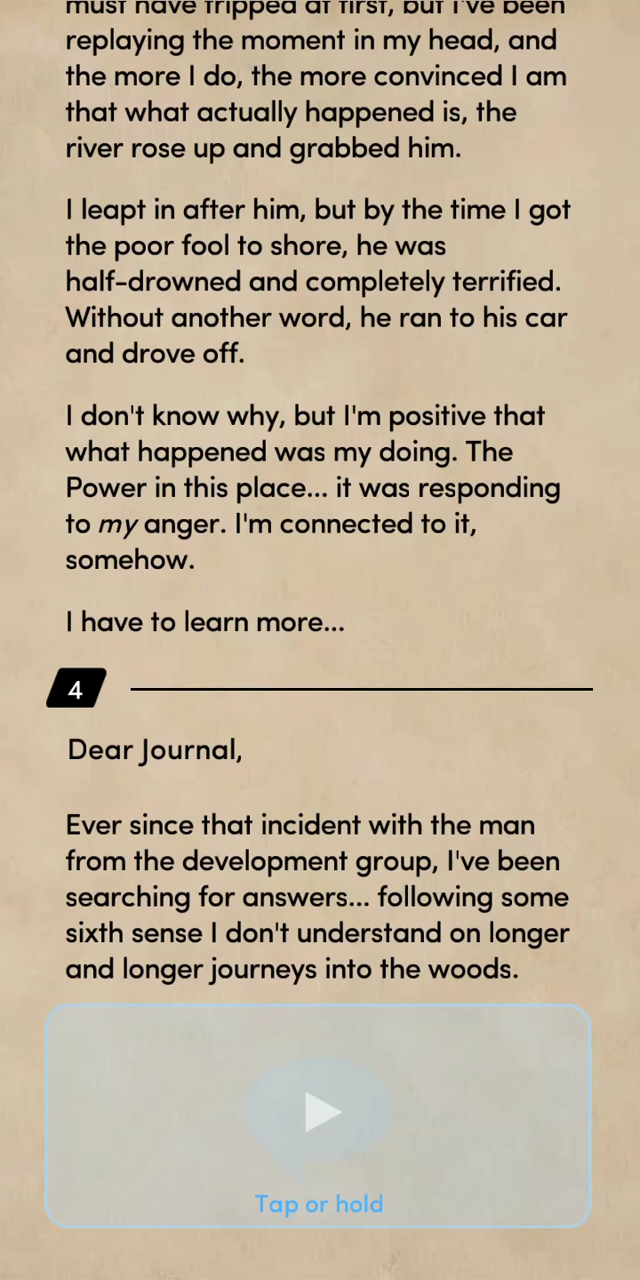 must have tripped at first, but I've been
replaying the moment in my head, and
the more I do, the more convinced I am
that what actually happened is, the
river rose up and grabbed him.
I leapt in after him, but by the time I got
the poor fool to shore, he was
half-drowned and completely terrified.
Without another word, he ran to his car
and drove off.
I don't know why, but I'm positive that
what happened was my doing. The
Power in this place... it was responding
to my anger. I'm connected to it,
somehow.
I have to learn more...
4
Dear Journal,
Ever since that incident with the man
from the development group, I've been
searching for answers... following some
sixth sense I don't understand on longer
and longer journeys into the woods.
Tap or hold